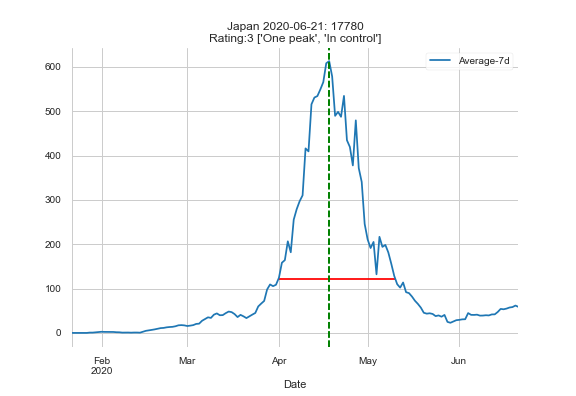 Japan 2020-06-21: 17780
Rating:3 ['One peak', 'In control']
Average-7d
600
500
400
300
200
100
0
Feb
2020
Mar
Apr
May
Jun
Date